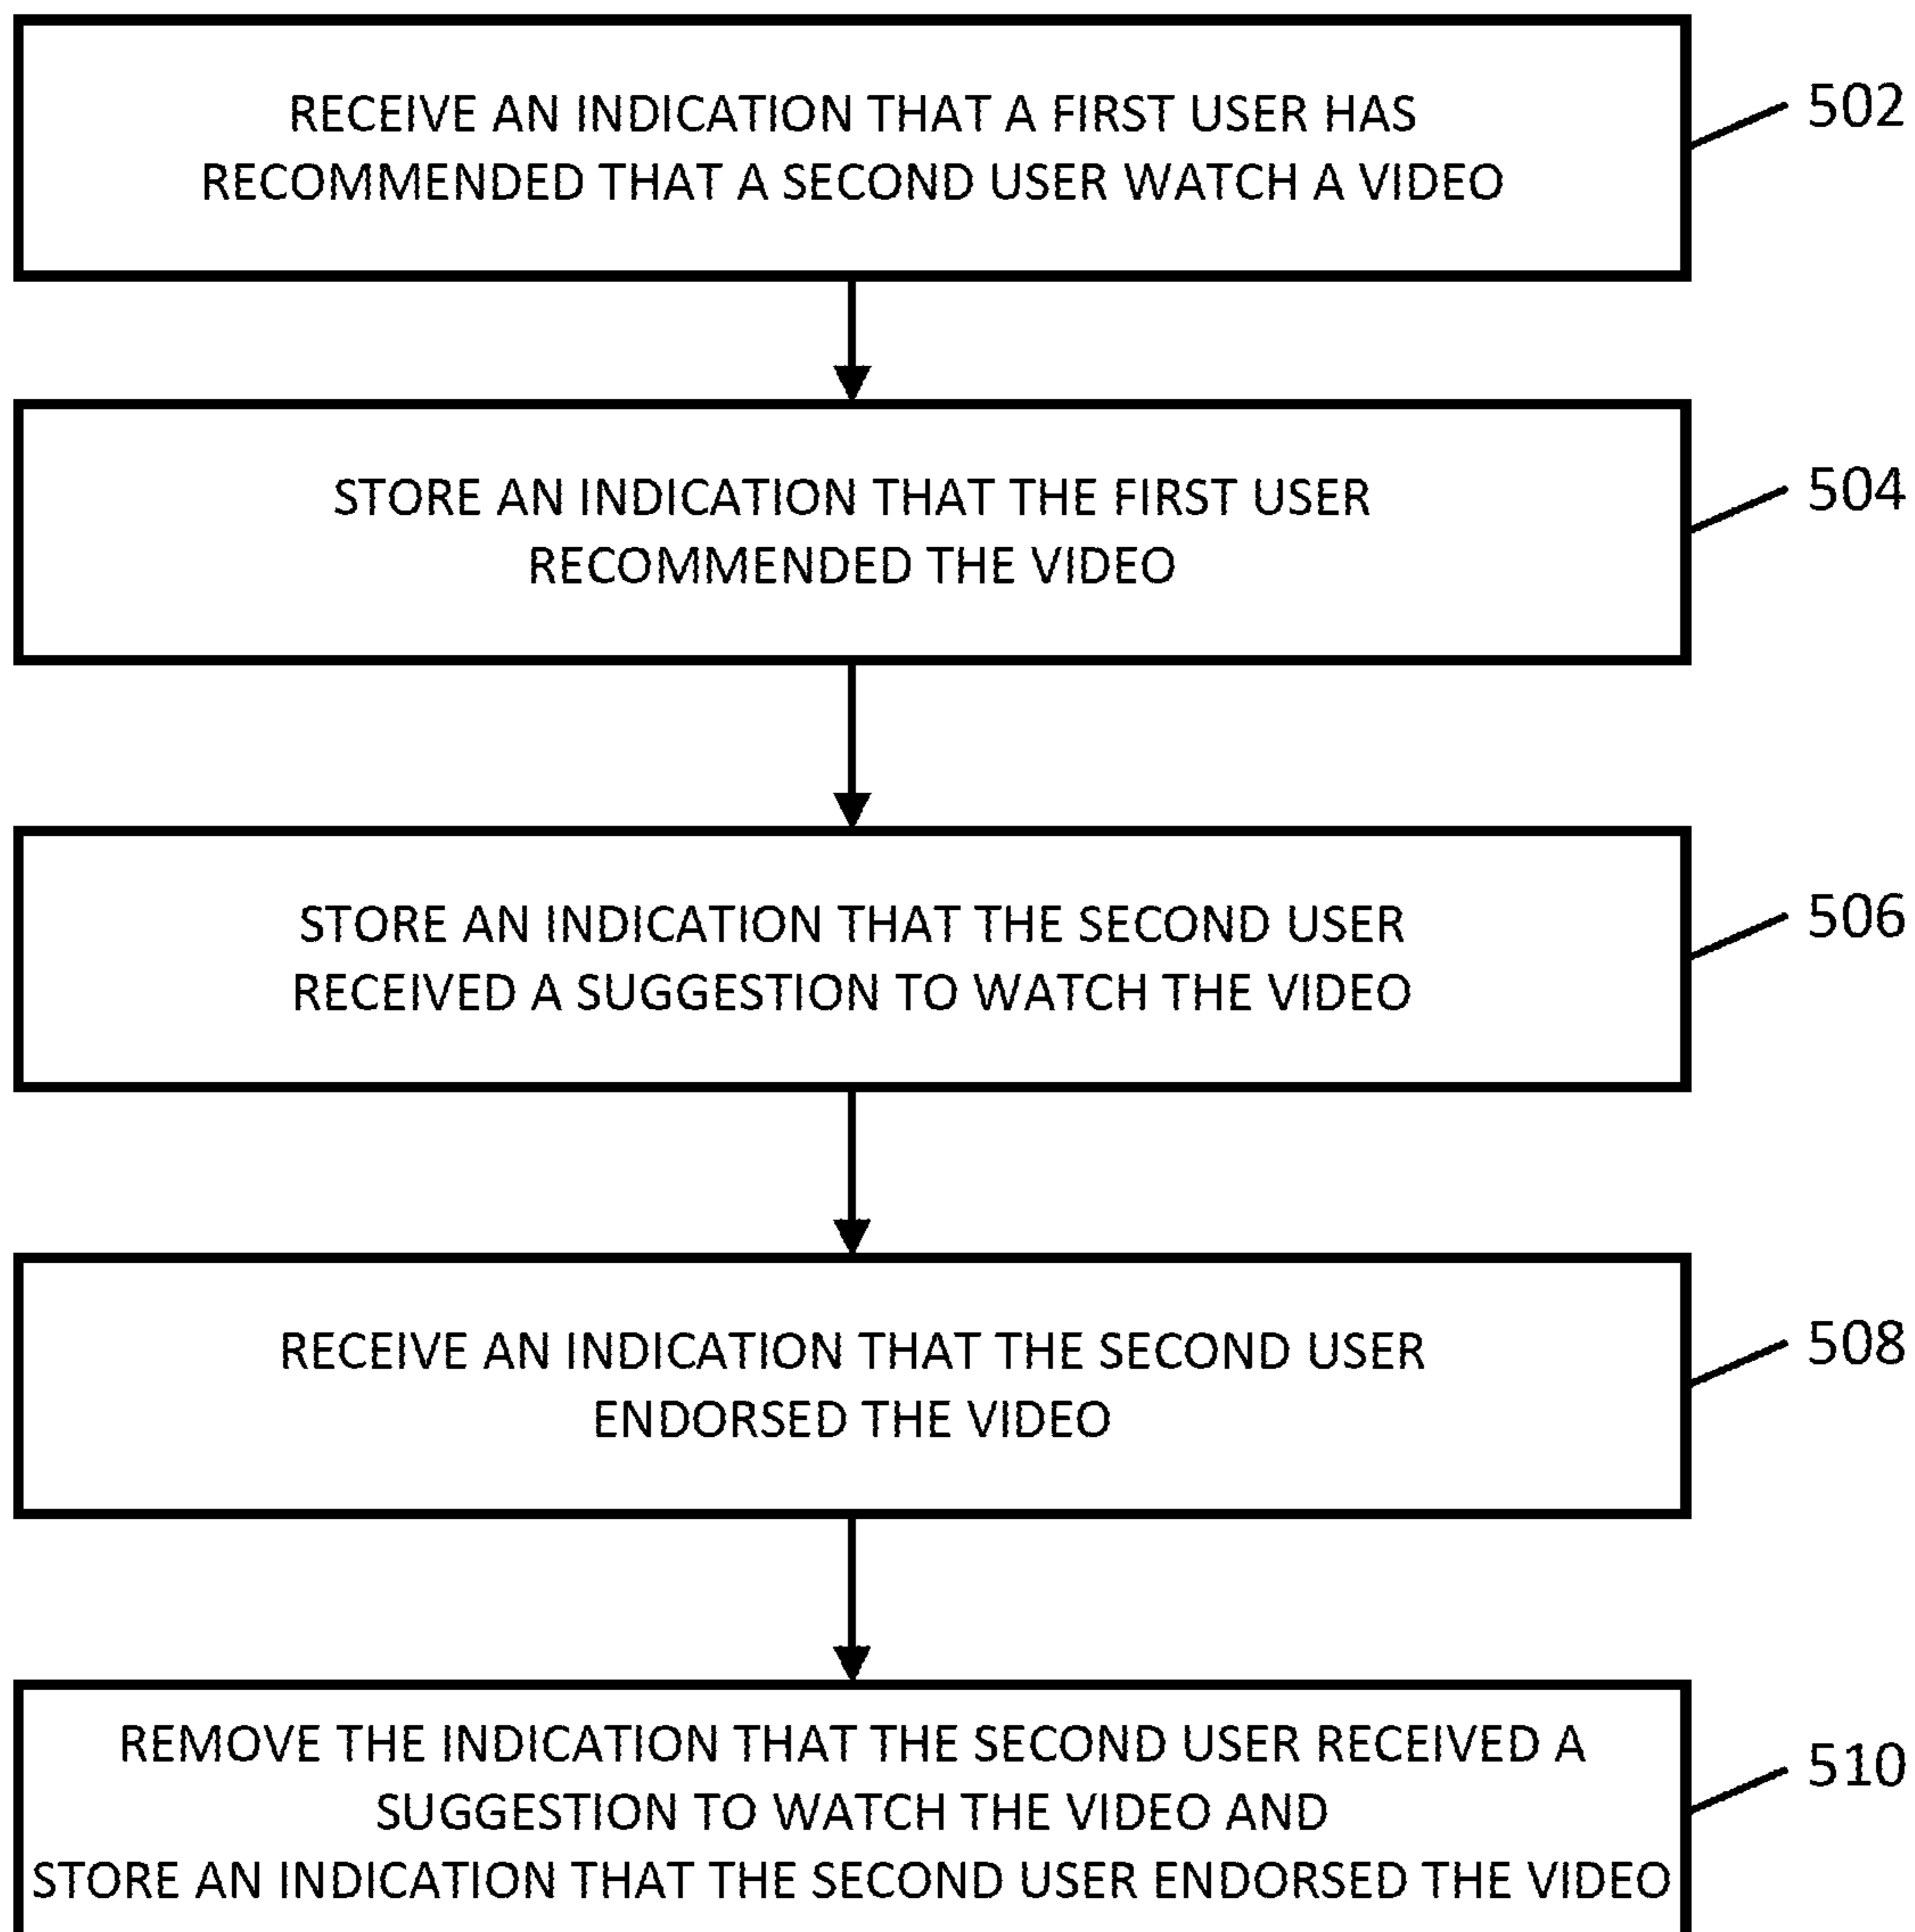 RECEIVE AN INDICATION THAT A FIRST USER HAS
RECOMMENDED THAT A SECOND USER WATCH A VIDEO
502
STORE AN INDICATION THAT THE FIRST USER
RECOMMENDED THE VIDEO
504
STORE AN INDICATION THAT THE SECOND USER
RECEIVED A SUGGESTION TO WATCH THE VIDEO
506
RECEIVE AN INDICATION THAT THE SECOND USER
ENDORSED THE VIDEO
508
REMOVE THE INDICATION THAT THE SECOND USER RECEIVED A
SUGGESTION TO WATCH THE VIDEO AND
STORE AN INDICATION THAT THE SECOND USER ENDORSED THE VIDEO
510